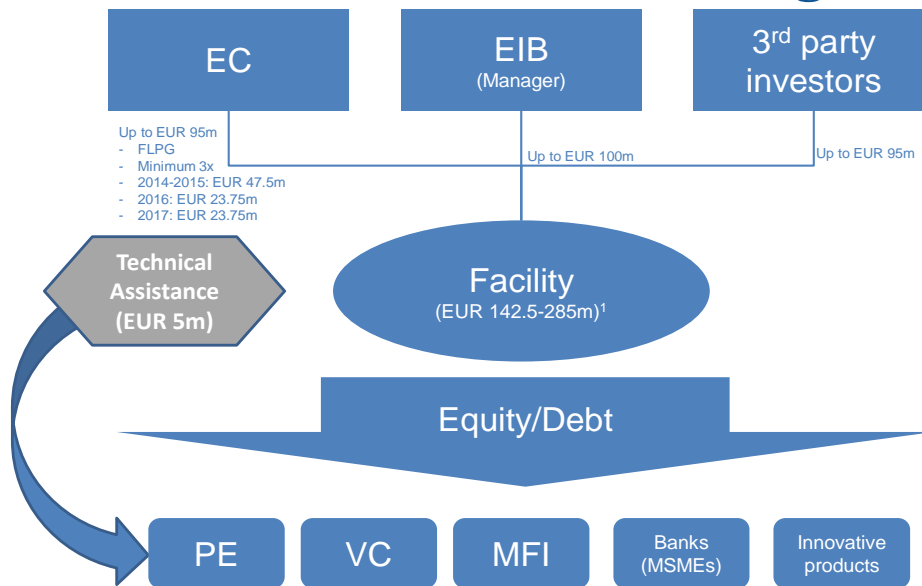 EC
EIB
(Manager)
3rd party
investors
Up to EUR 95m
- FLPG
- Minimum 3x
- 2014-2015: EUR 47.5m
- 2016: EUR 23.75m
- 2017: EUR 23.75m
Up to EUR 100m
Up to EUR 95m
Technical
Assistance
(EUR 5m)
Facility
(EUR 142.5-285m)1
Equity/Debt
PE
VC
MFI
Banks
(MSMEs)
Innovative
products